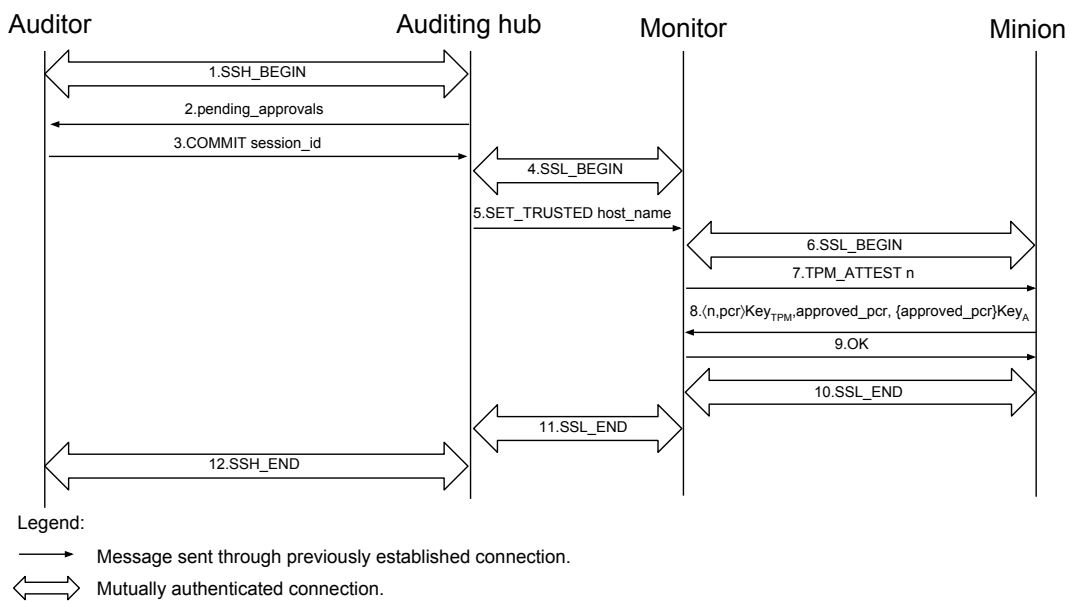 Auditor
Auditing hub
Monitor
Minion
1.SSH_BEGIN
2.pending_approvals
3.COMMIT session_id
4.SSL_BEGIN
5.SET_TRUSTED host_name
6.SSL_BEGIN
7.TPM_ATTEST n
8.⟨n,pcr⟩Key_TPM,approved_pcr, {approved_pcr}Key_A
9.OK
10.SSL_END
11.SSL_END
12.SSH_END
Legend:
Message sent through previously established connection.
Mutually authenticated connection.